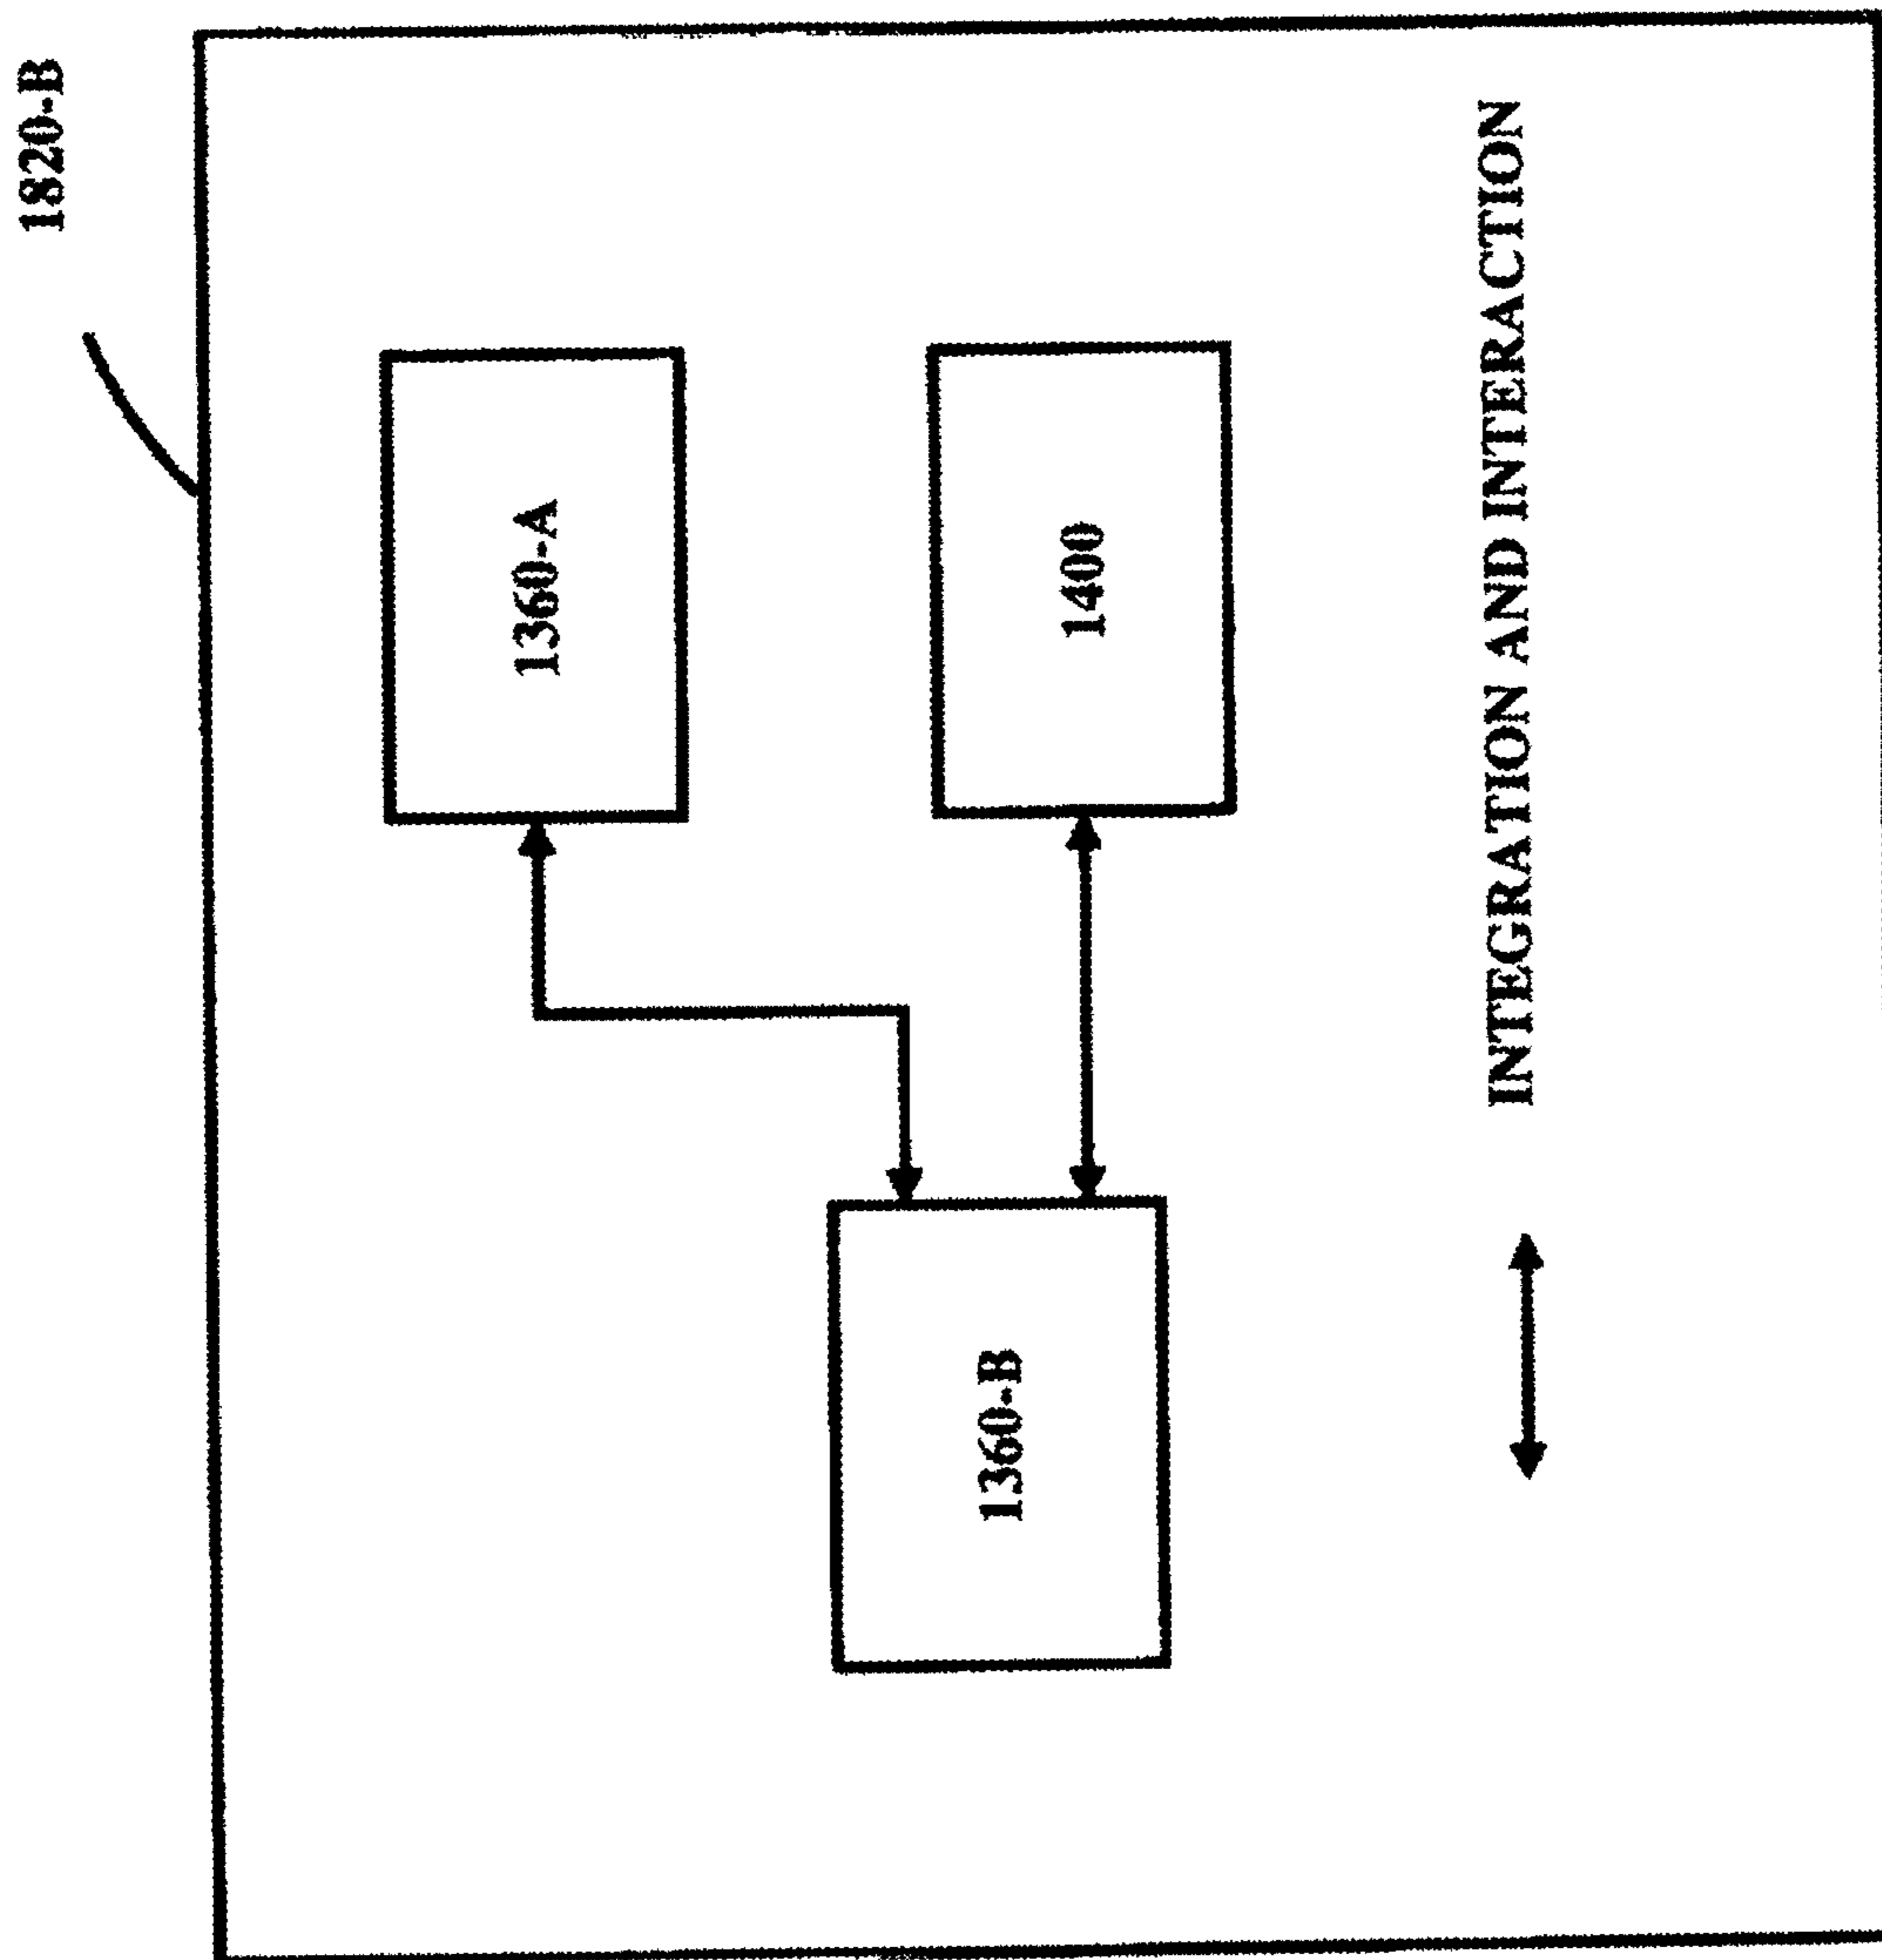 1820-B
1360-A
1360-B
1400
INTEGRATION AND INTERACTION